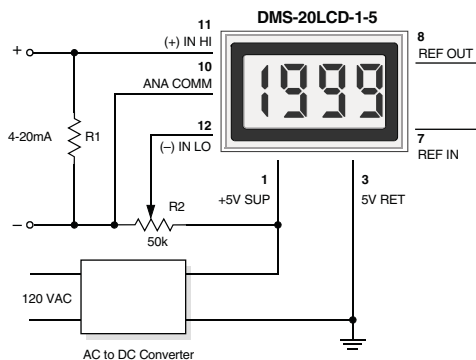 DMS-20LCD-1-5
11
(+) IN HI
8
REF OUT
+
10
ANA COMM
1999
4-20mA
R1
12
(–) IN LO
7
REF IN
1
+5V SUP
3
5V RET
–
R2
50k
120 VAC
AC to DC Converter